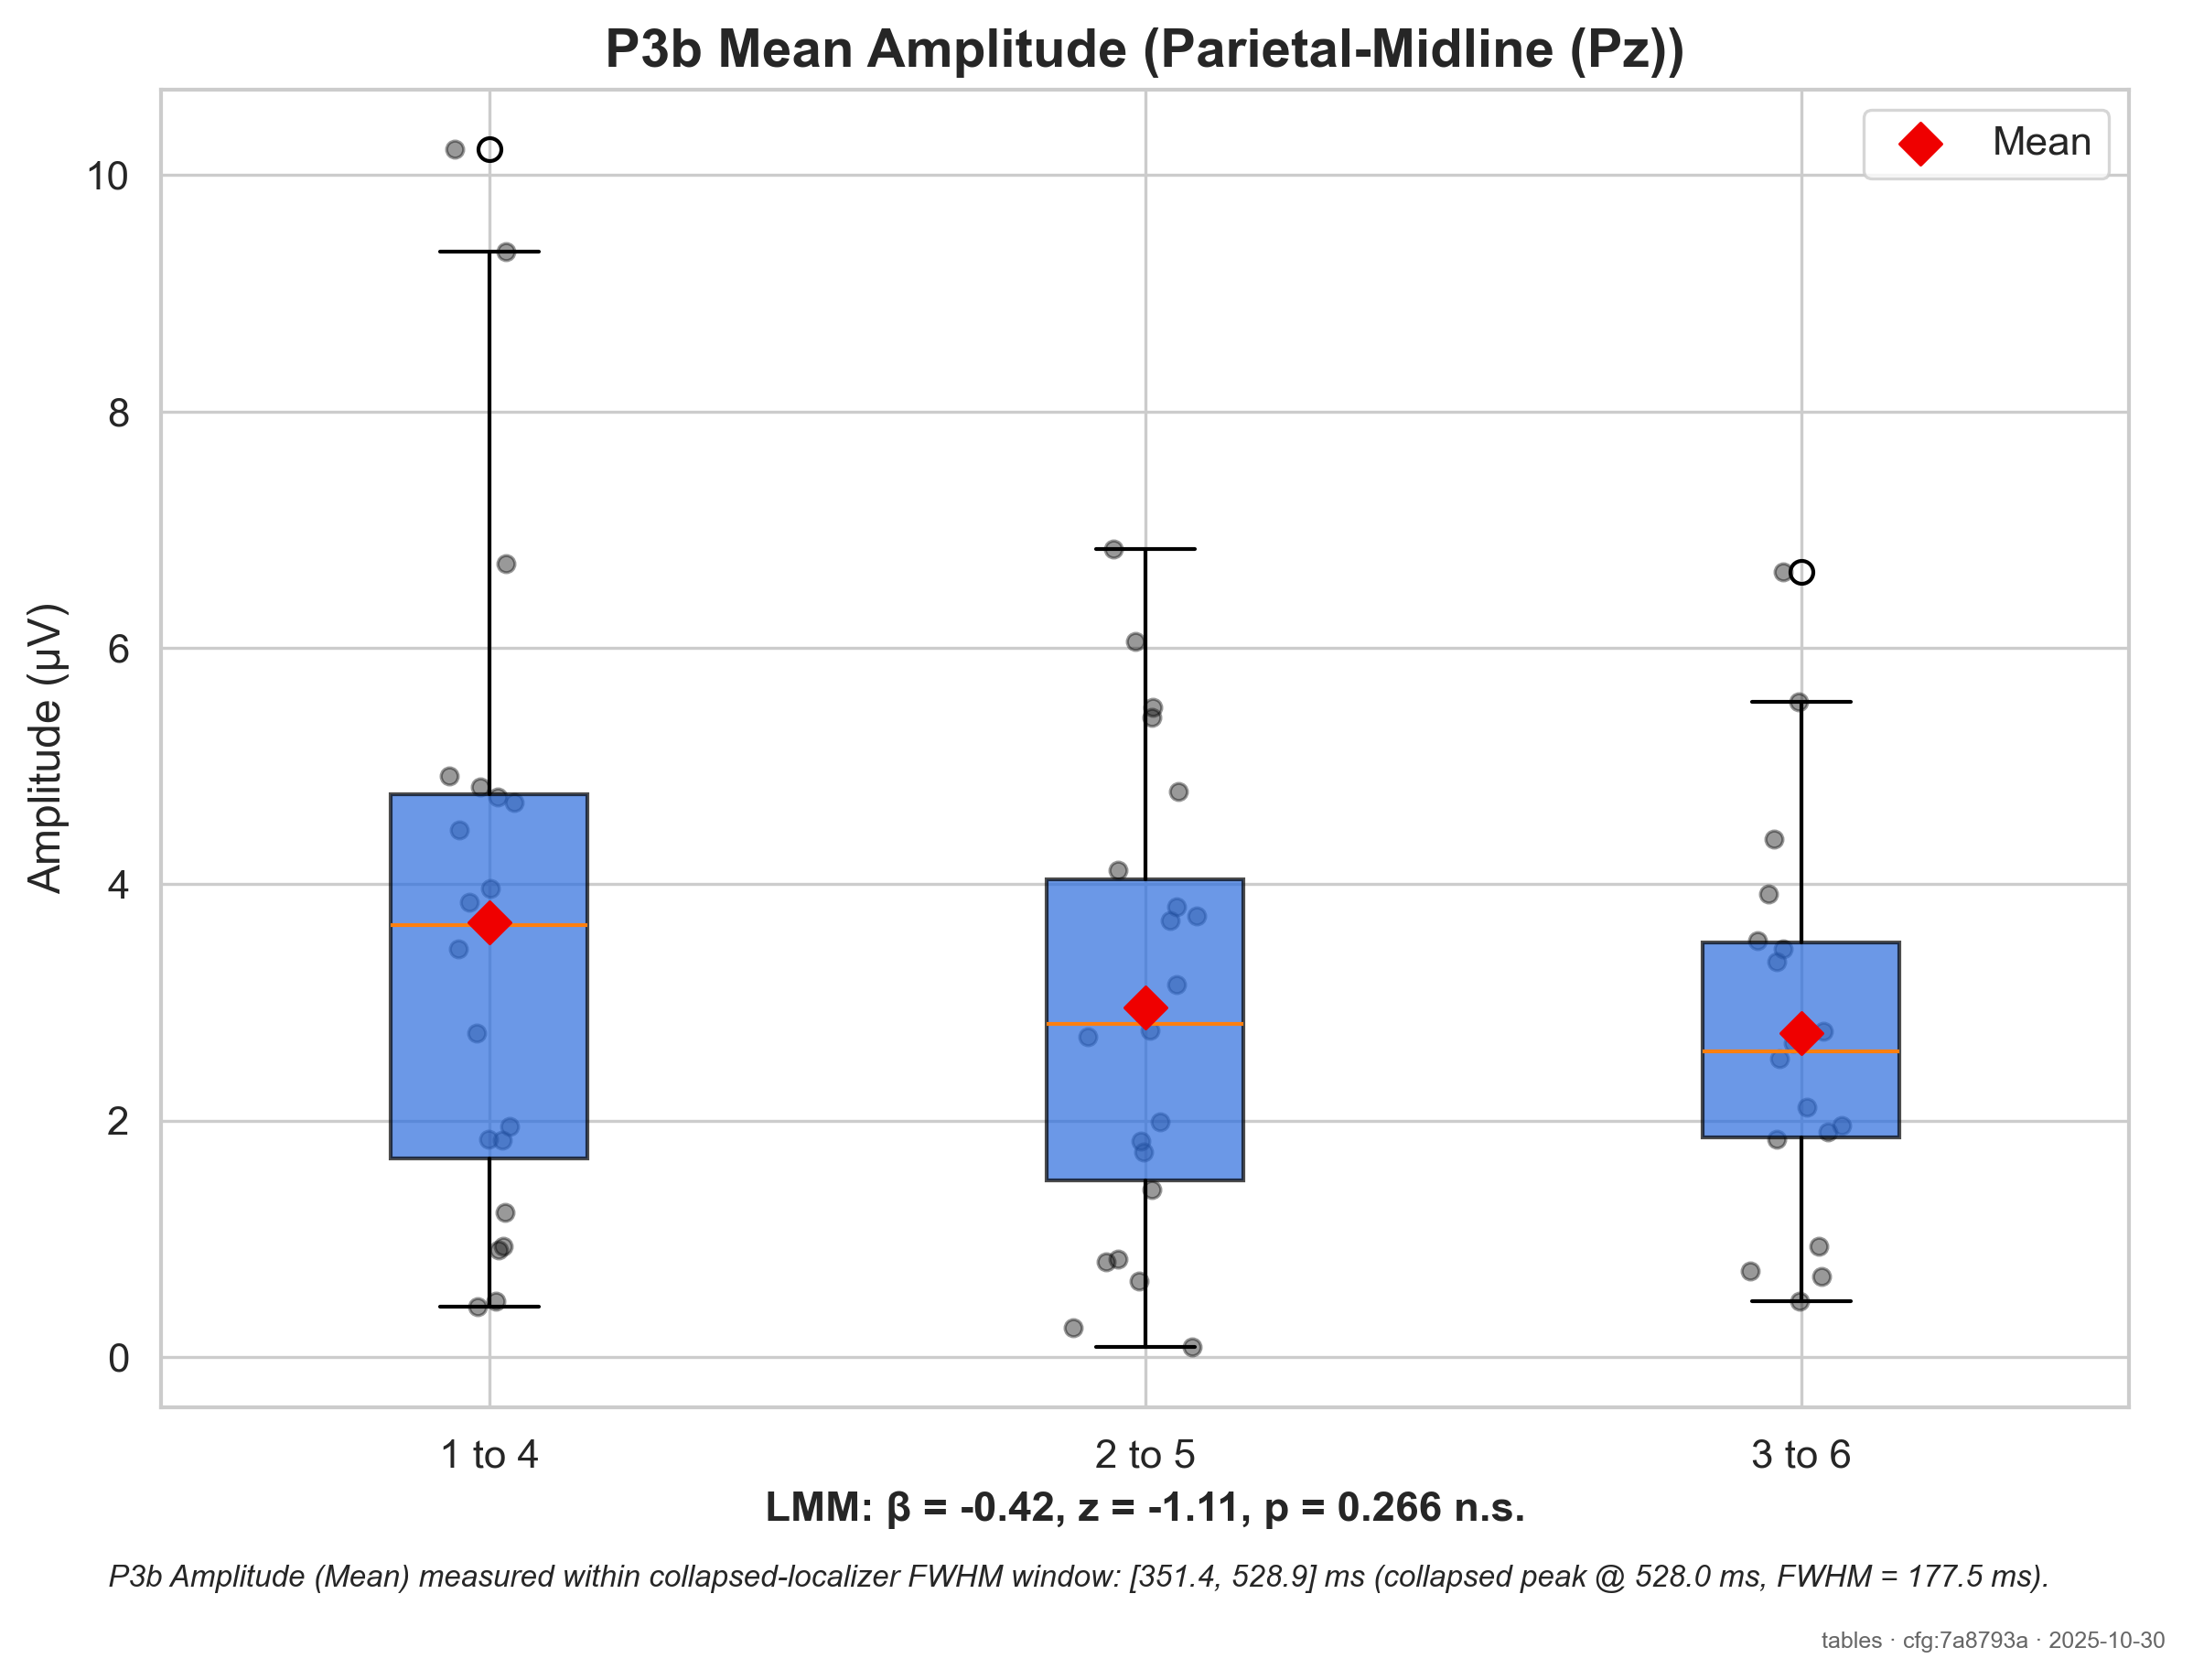 P3b Mean Amplitude (Parietal-Midline (Pz))
Mean
Amplitude (µV)
10
8
6
4
2
0
1 to 4
2 to 5
3 to 6
LMM: β = -0.42, z = -1.11, p = 0.266 n.s.
P3b Amplitude (Mean) measured within collapsed-localizer FWHM window: [351.4, 528.9] ms (collapsed peak @ 528.0 ms, FWHM = 177.5 ms).
tables · cfg:7a8793a · 2025-10-30